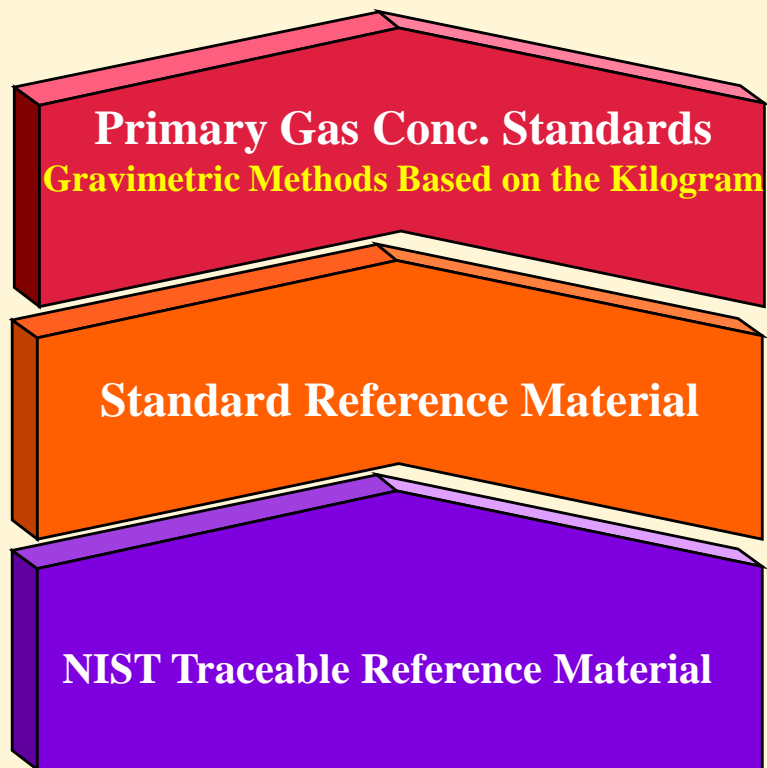 Primary Gas Conc. Standards
Gravimetric Methods Based on the Kilogram
Standard Reference Material
NIST Traceable Reference Material